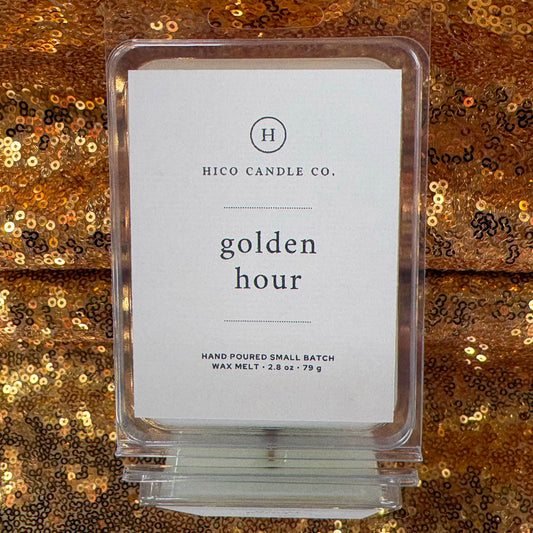 H
HICO CANDLE CO.
golden
hour
HAND POURED SMALL BATCH
WAX MELT • 2.8 oz • 79 g